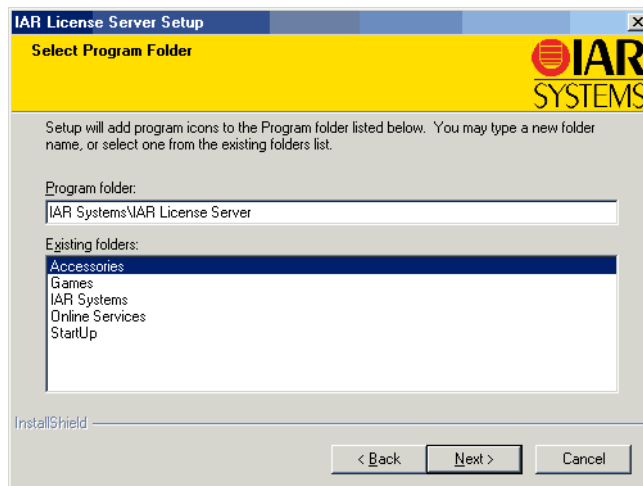 IAR License Server Setup
Select Program Folder
IAR
SYSTEMS
Setup will add program icons to the Program folder listed below. You may type a new folder
name, or select one from the existing folders list.
Program folder:
IAR Systems\IAR License Server
Existing folders:
Accessories
Games
IAR Systems
Online Services
StartUp
InstallShield
< Back
Next >
Cancel